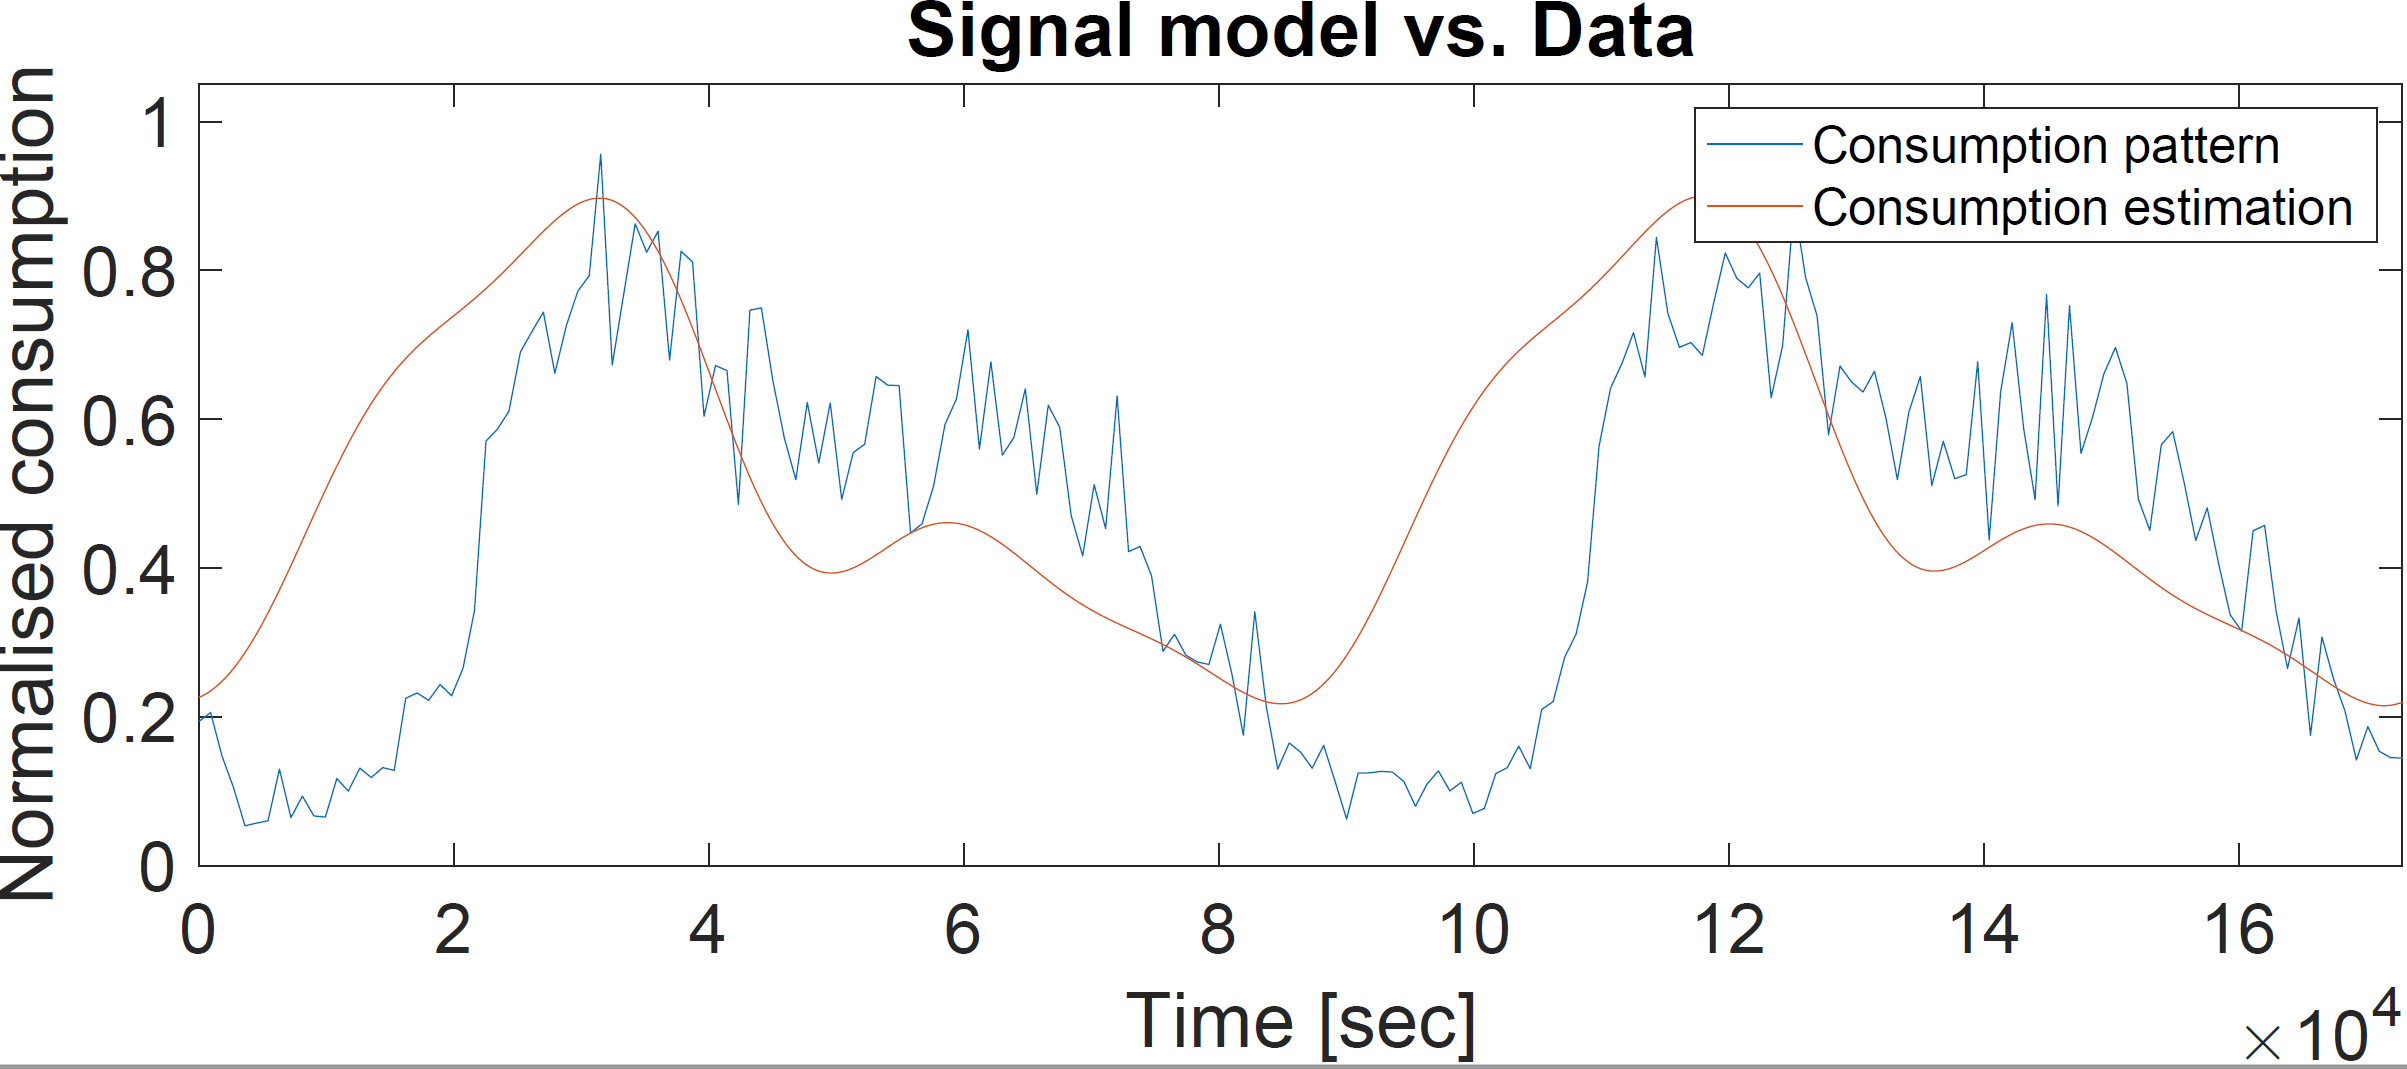 Signal model vs. Data
Normalised consumption
1
0.8
0.6
0.4
0.2
0
Consumption pattern
Consumption estimation
0 2 4 6 8 10 12 14 16
Time [sec]
×10^4